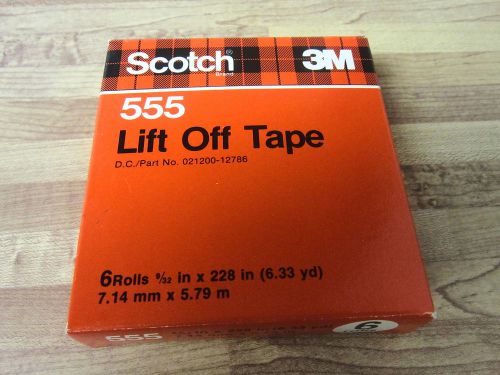 Scotch® 3M
Brand
555
Lift Off Tape
D.C./Part No. 021200-12786
6 Rolls 9/32 in x 228 in (6.33 yd)
7.14 mm x 5.79 m
555 6